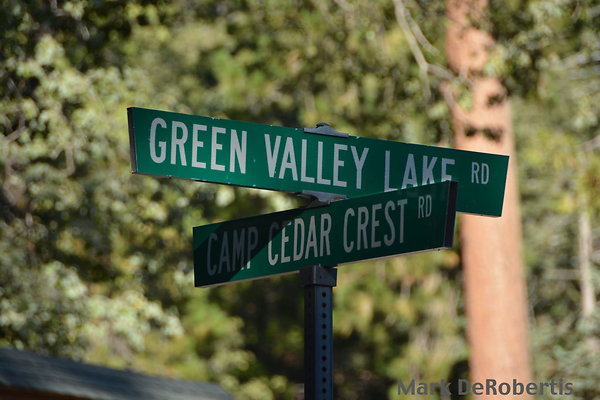 GREEN VALLEY LAKE RD
CAMP CEDAR CREST RD
Mark DeRobertis